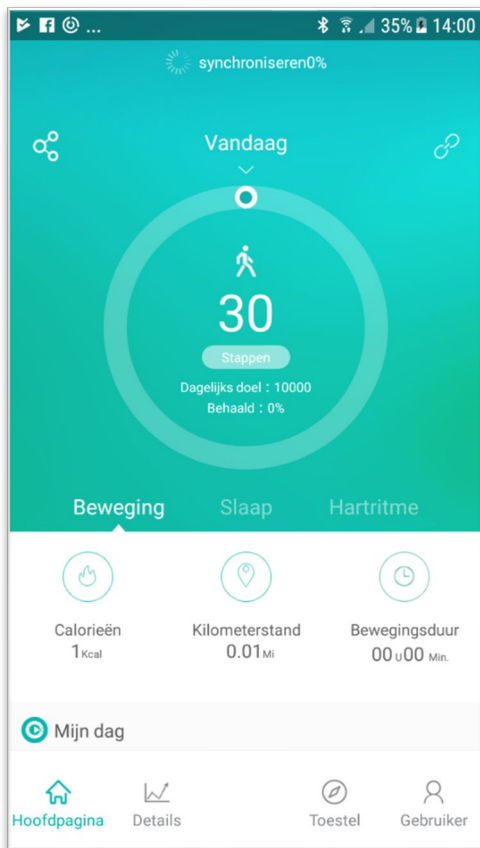 ... 35% 14:00
synchroniseren0%
Vandaag
30
Stappen
Dagelijks doel : 10000
Behaald : 0%
Beweging Slaap Hartritme
Calorieën Kilometerstand Bewegingsduur
1Kcal 0.01Mi 00U00 Min.
Mijn dag
Hoofdpagina Details Toestel Gebruiker